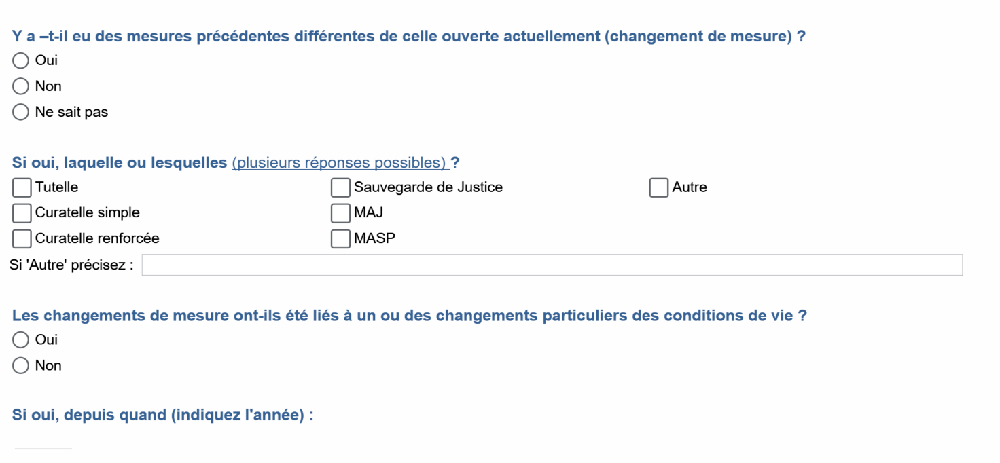 Y a –t-il eu des mesures précédentes différentes de celle ouverte actuellement (changement de mesure) ?
Oui
Non
Ne sait pas
Si oui, laquelle ou lesquelles (plusieurs réponses possibles) ?
Tutelle Sauvegarde de Justice Autre
Curatelle simple MAJ
Curatelle renforcée MASP
Si 'Autre' précisez :
Les changements de mesure ont-ils été liés à un ou des changements particuliers des conditions de vie ?
Oui
Non
Si oui, depuis quand (indiquez l'année) :